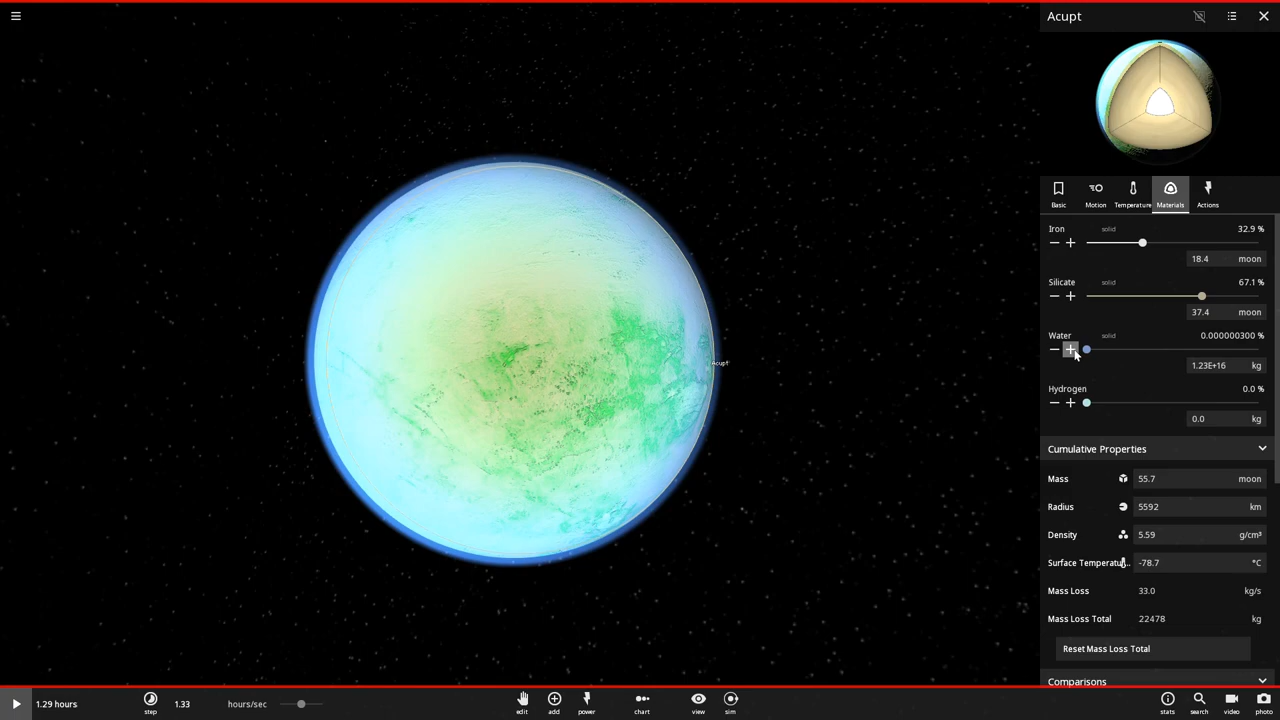 Acupt
Basic
Motion
Temperature
Materials
Actions
Iron solid 32.9 %
18.4 moon
Silicate solid 67.1 %
37.4 moon
Water solid 0.000000300 %
1.23E+16 kg
Acupt
Hydrogen 0.0 %
0.0 kg
Cumulative Properties
Mass 55.7 moon
Radius 5592 km
Density 5.59 g/cm³
Surface Temperatu... -78.7 °C
Mass Loss 33.0 kg/s
Mass Loss Total 22478 kg
Reset Mass Loss Total
Comparisons
1.29 hours
step
1.33 hours/sec
edit
add
power
chart
view
sim
stats
search
video
photo